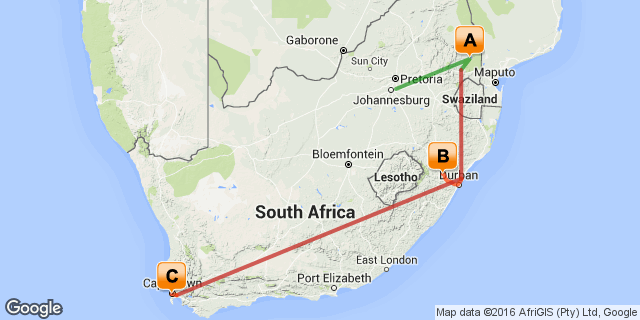 A
Gaborone
Sun City
Pretoria
Maputo
Johannesburg
Swaziland
B
Bloemfontein
Lesotho
Durban
South Africa
East London
C
Port Elizabeth
Google
Map data ©2016 AfriGIS (Pty) Ltd, Google